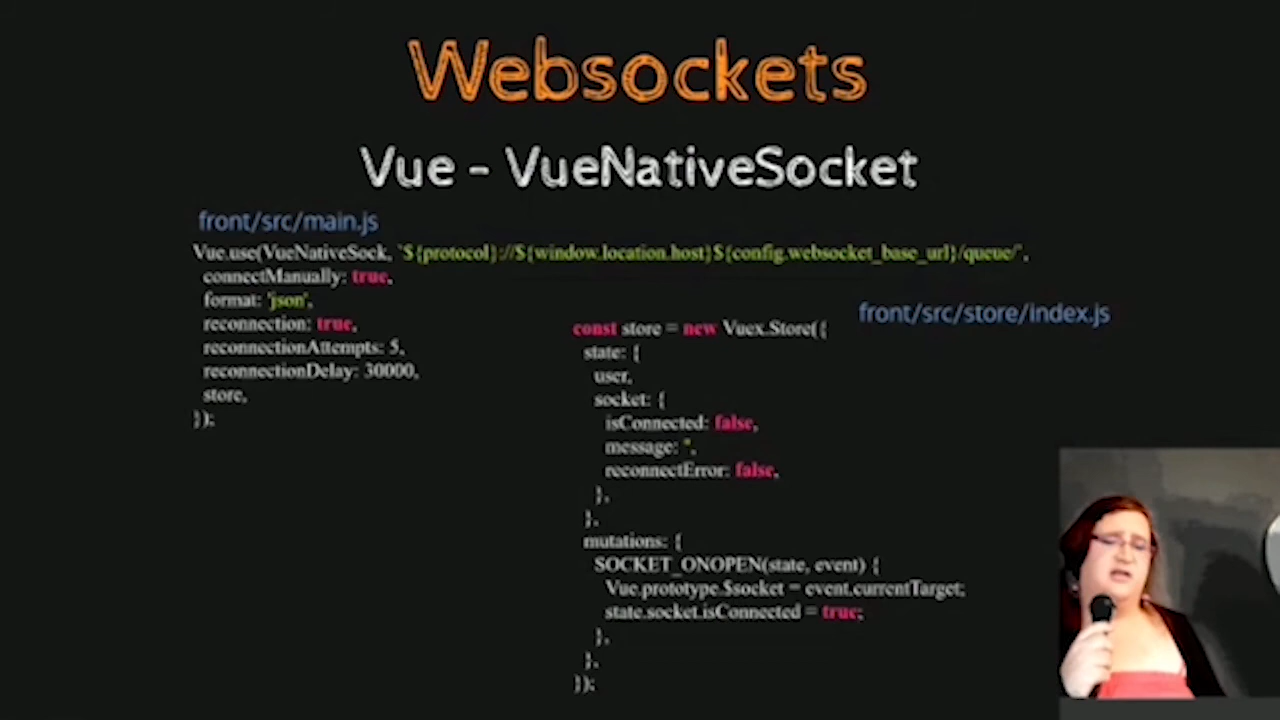 Websockets
Vue - VueNativeSocket
front/src/main.js
Vue.use(VueNativeSock, `${protocol}://${window.location.host}${config.websocket_base_url}/queue/`,
connectManually: true,
format: 'json',
reconnection: true,
reconnectionAttempts: 5,
reconnectionDelay: 30000,
store,
});
front/src/store/index.js
const store = new Vuex.Store({
state: {
user,
socket: {
isConnected: false,
message: '',
reconnectError: false,
},
},
mutations: {
SOCKET_ONOPEN(state, event) {
Vue.prototype.$socket = event.currentTarget;
state.socket.isConnected = true;
},
},
});